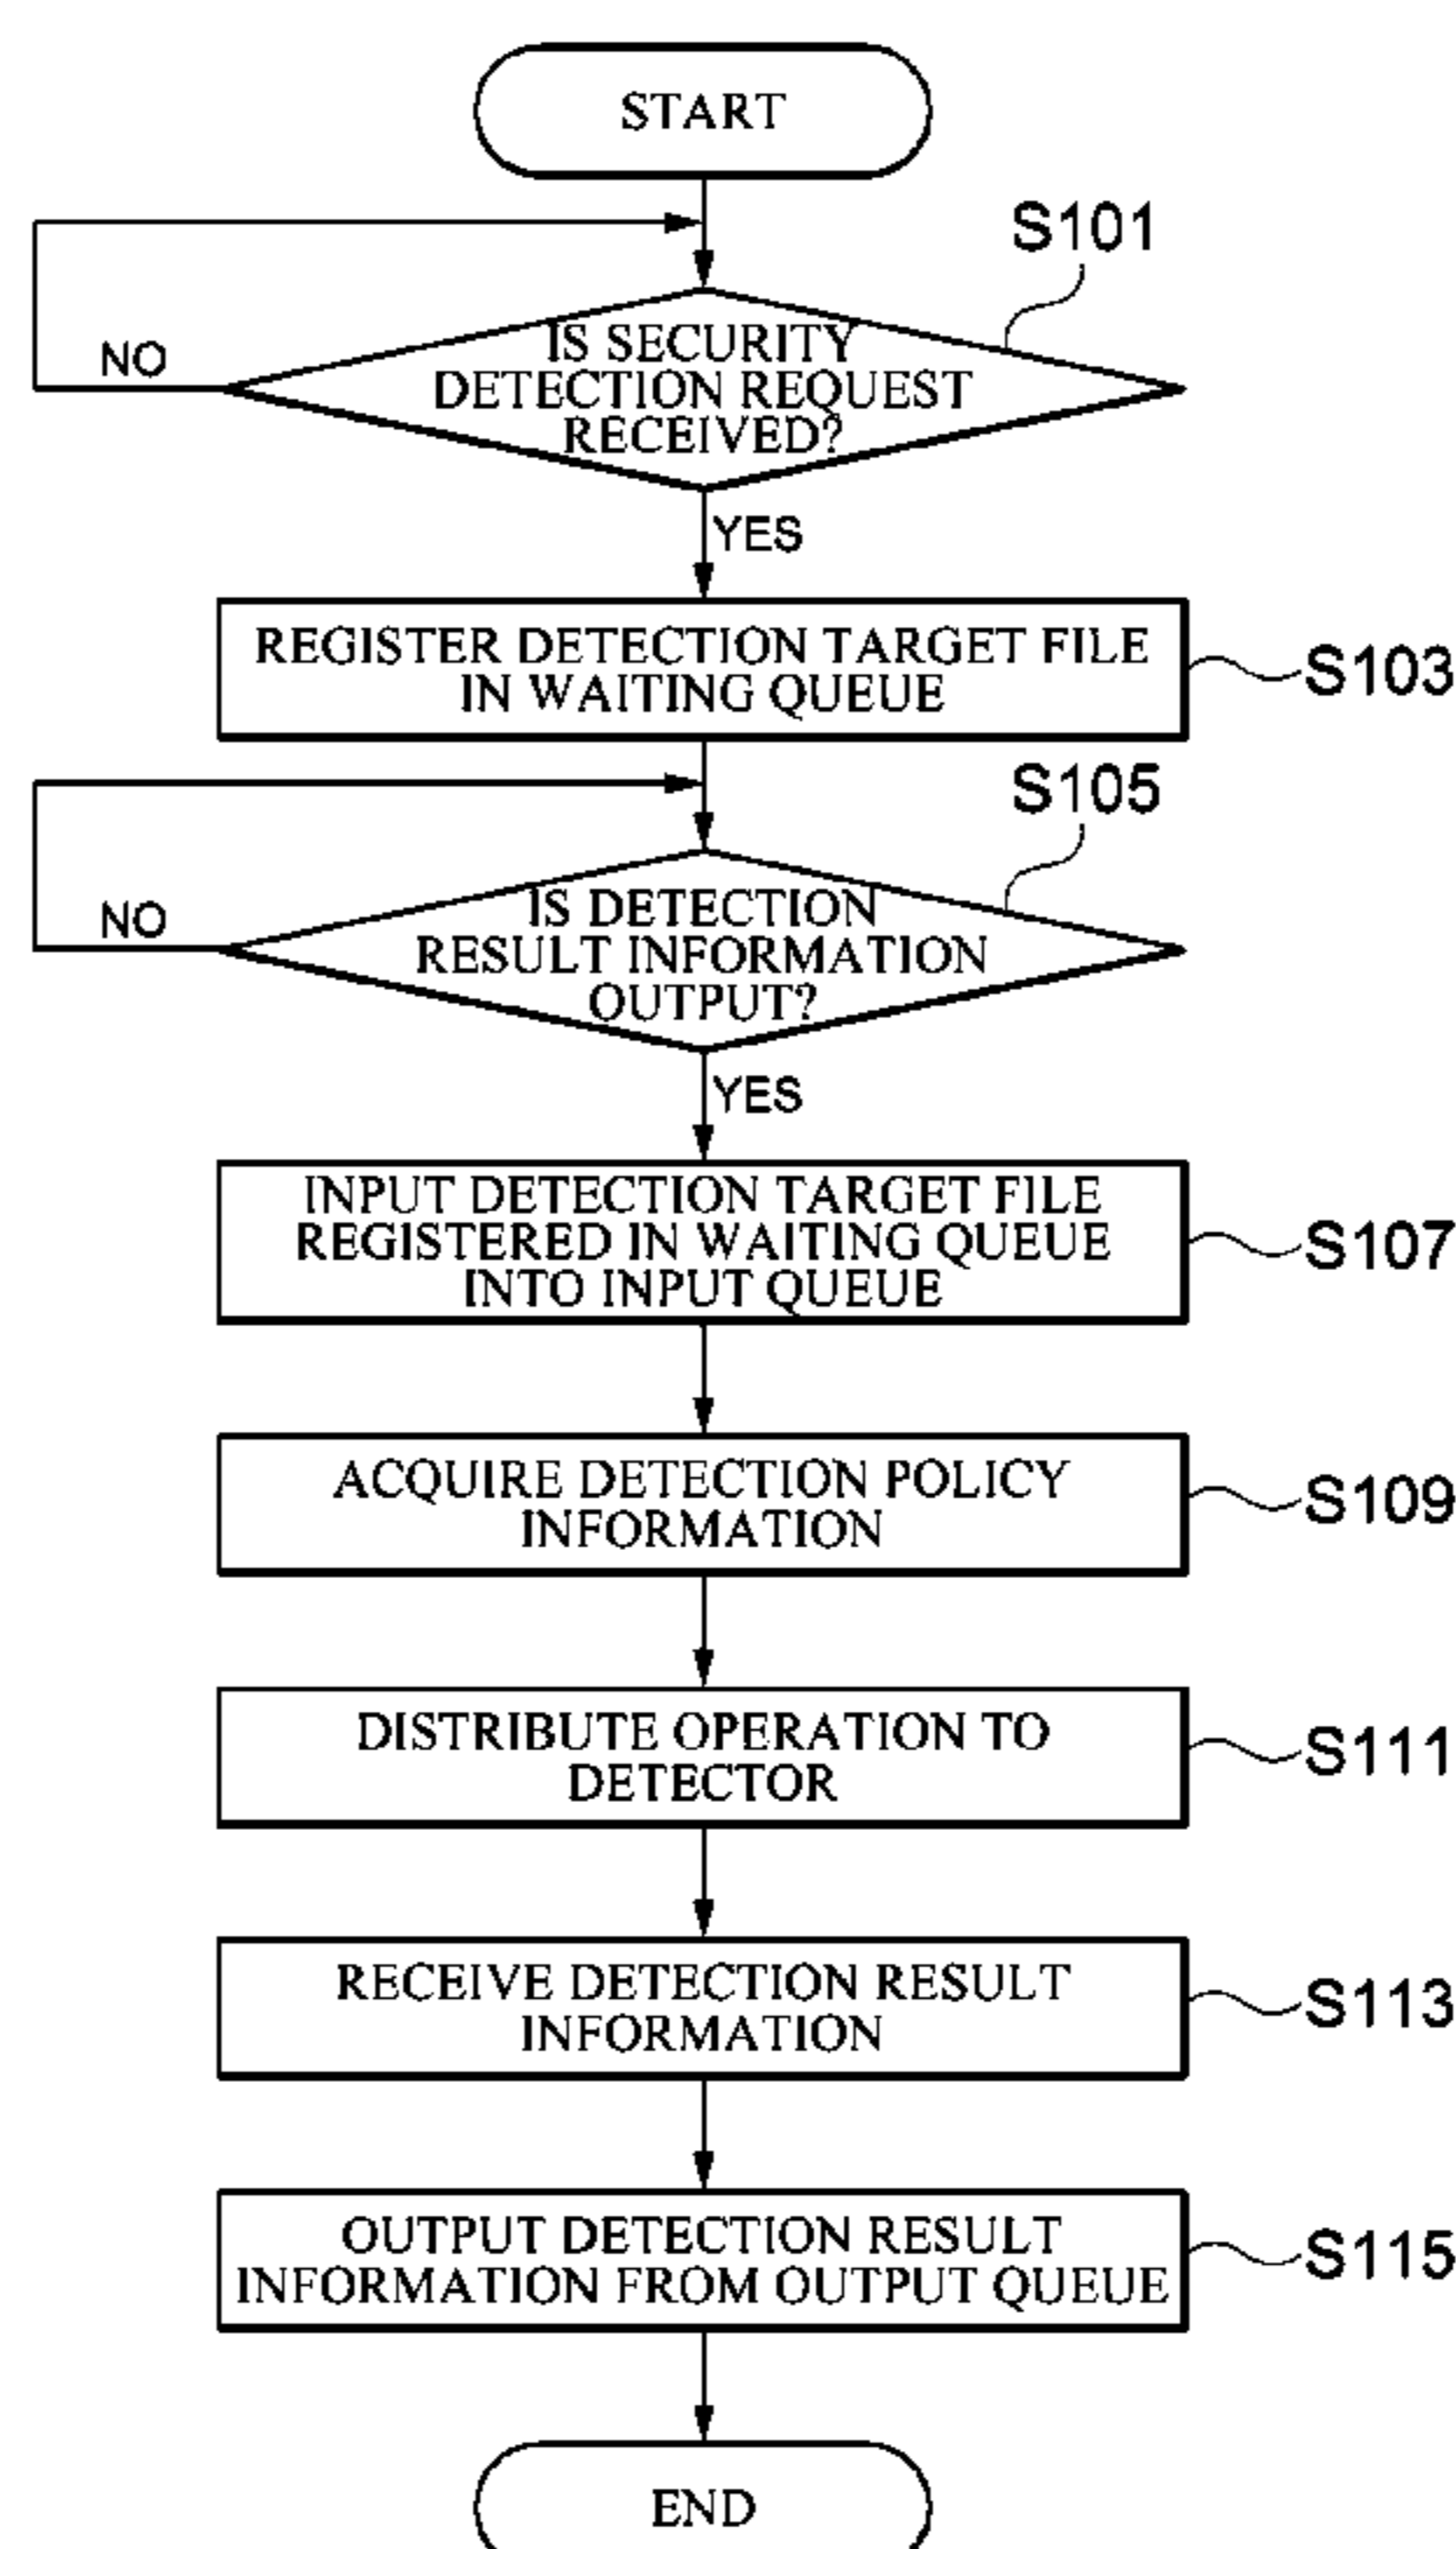 START
S101
IS SECURITY
DETECTION REQUEST
RECEIVED?
NO
YES
REGISTER DETECTION TARGET FILE
IN WAITING QUEUE
S103
S105
IS DETECTION
RESULT INFORMATION
OUTPUT?
NO
YES
INPUT DETECTION TARGET FILE
REGISTERED IN WAITING QUEUE
INTO INPUT QUEUE
S107
ACQUIRE DETECTION POLICY
INFORMATION
S109
DISTRIBUTE OPERATION TO
DETECTOR
S111
RECEIVE DETECTION RESULT
INFORMATION
S113
OUTPUT DETECTION RESULT
INFORMATION FROM OUTPUT QUEUE
S115
END